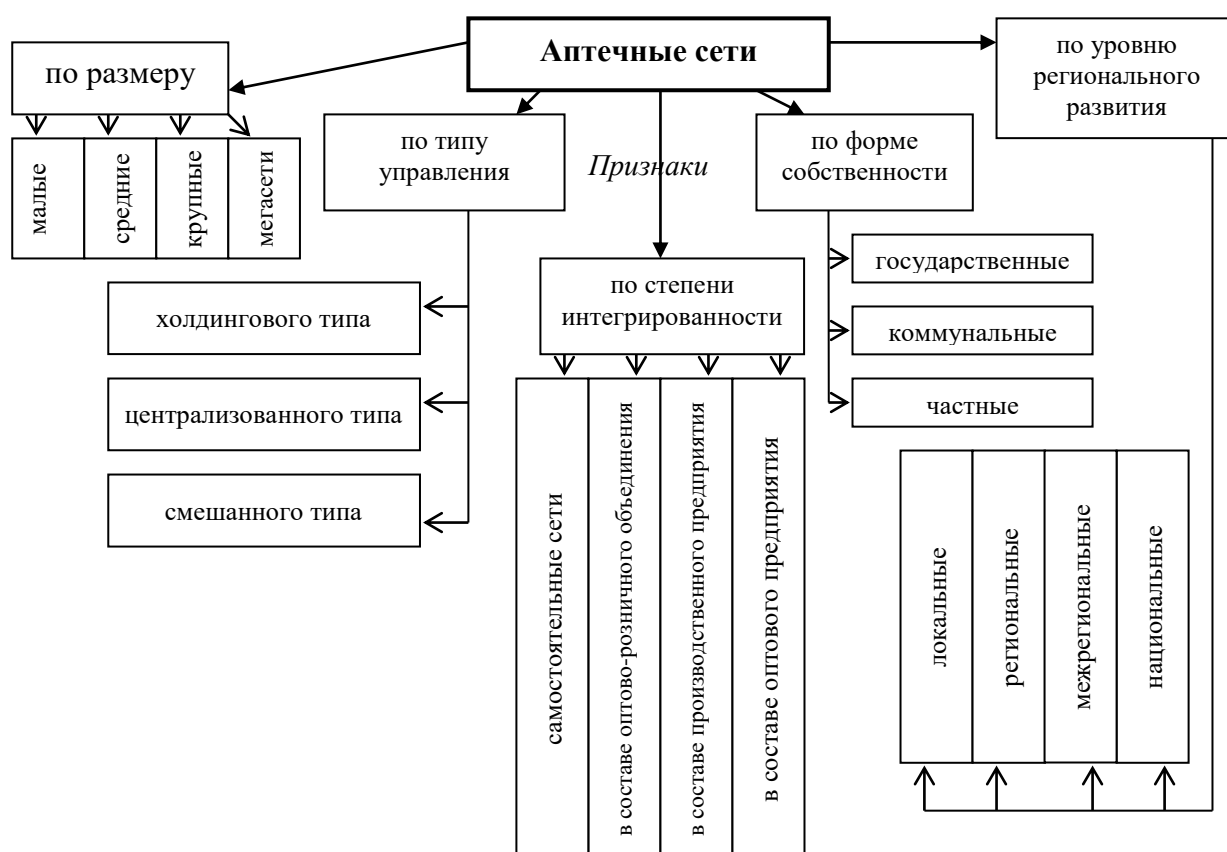 Аптечные сети
по размеру
малые
средние
крупные
мегасети
по типу
управления
холдингового типа
централизованного типа
смешанного типа
Признаки
по степени
интегрированности
самостоятельные сети
в составе оптово-розничного объединения
в составе производственного предприятия
в составе оптового предприятия
по форме
собственности
государственные
коммунальные
частные
по уровню
регионального
развития
локальные
региональные
межрегиональные
национальные